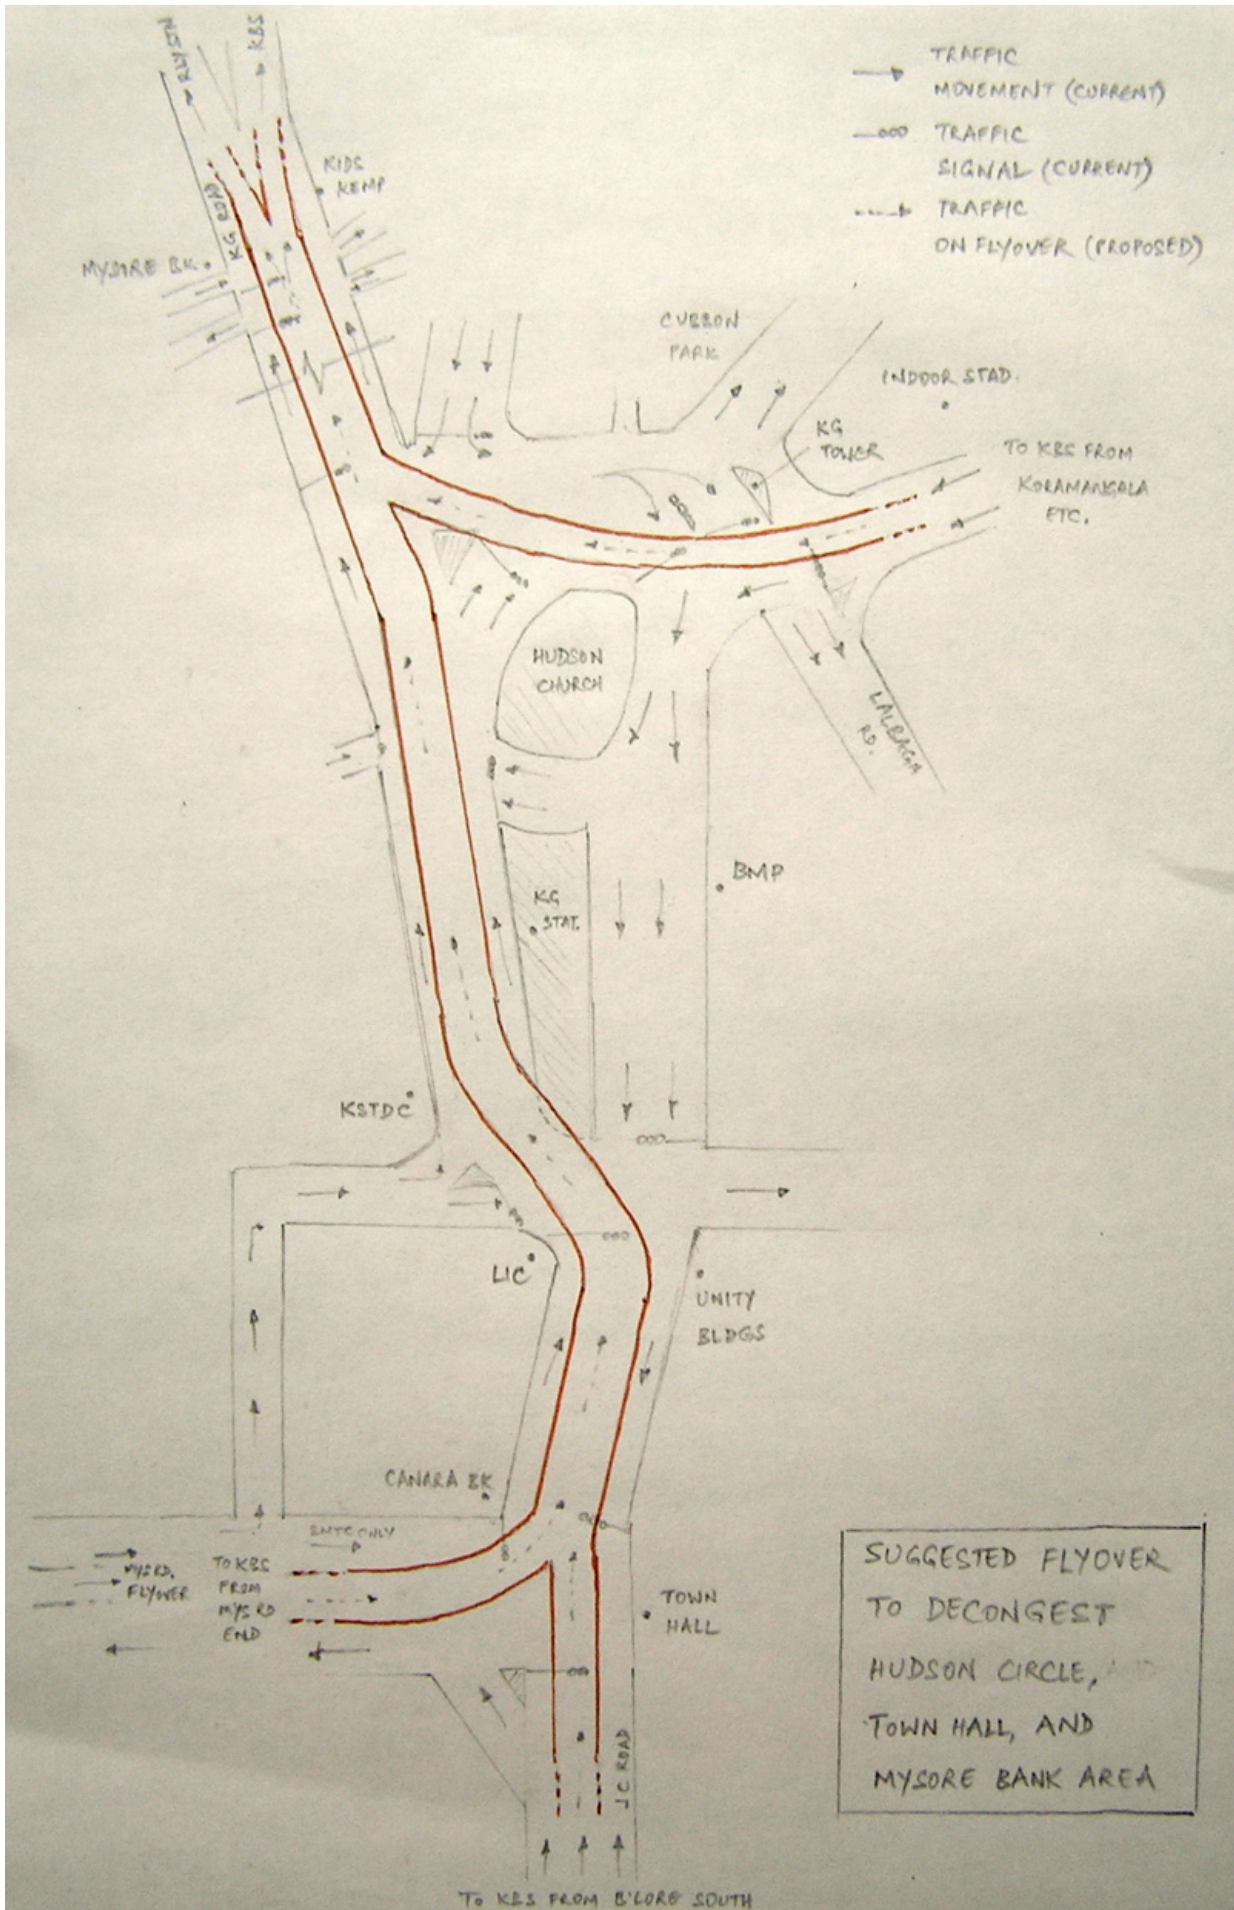 RLY STN
KBS
TRAFFIC
MOVEMENT (CURRENT)
TRAFFIC
SIGNAL (CURRENT)
TRAFFIC
ON FLYOVER (PROPOSED)
KIDS
KEMP
KG ROAD
MYSORE BK.
CUBBON
PARK
INDOOR STAD.
KG
TOWER
TO KBS FROM
KORAMANGALA
ETC.
HUDSON
CHURCH
LALBAGH
RD.
BMP
KG
STAT.
KSTDC
LIC
UNITY
BLDGS
CANARA BK
BMTC ONLY
MYS RD.
FLYOVER
TO KBS
FROM
MYS RD
END
TOWN
HALL
JC ROAD
SUGGESTED FLYOVER
TO DECONGEST
HUDSON CIRCLE,
TOWN HALL, AND
MYSORE BANK AREA
TO KBS FROM B'LORE SOUTH